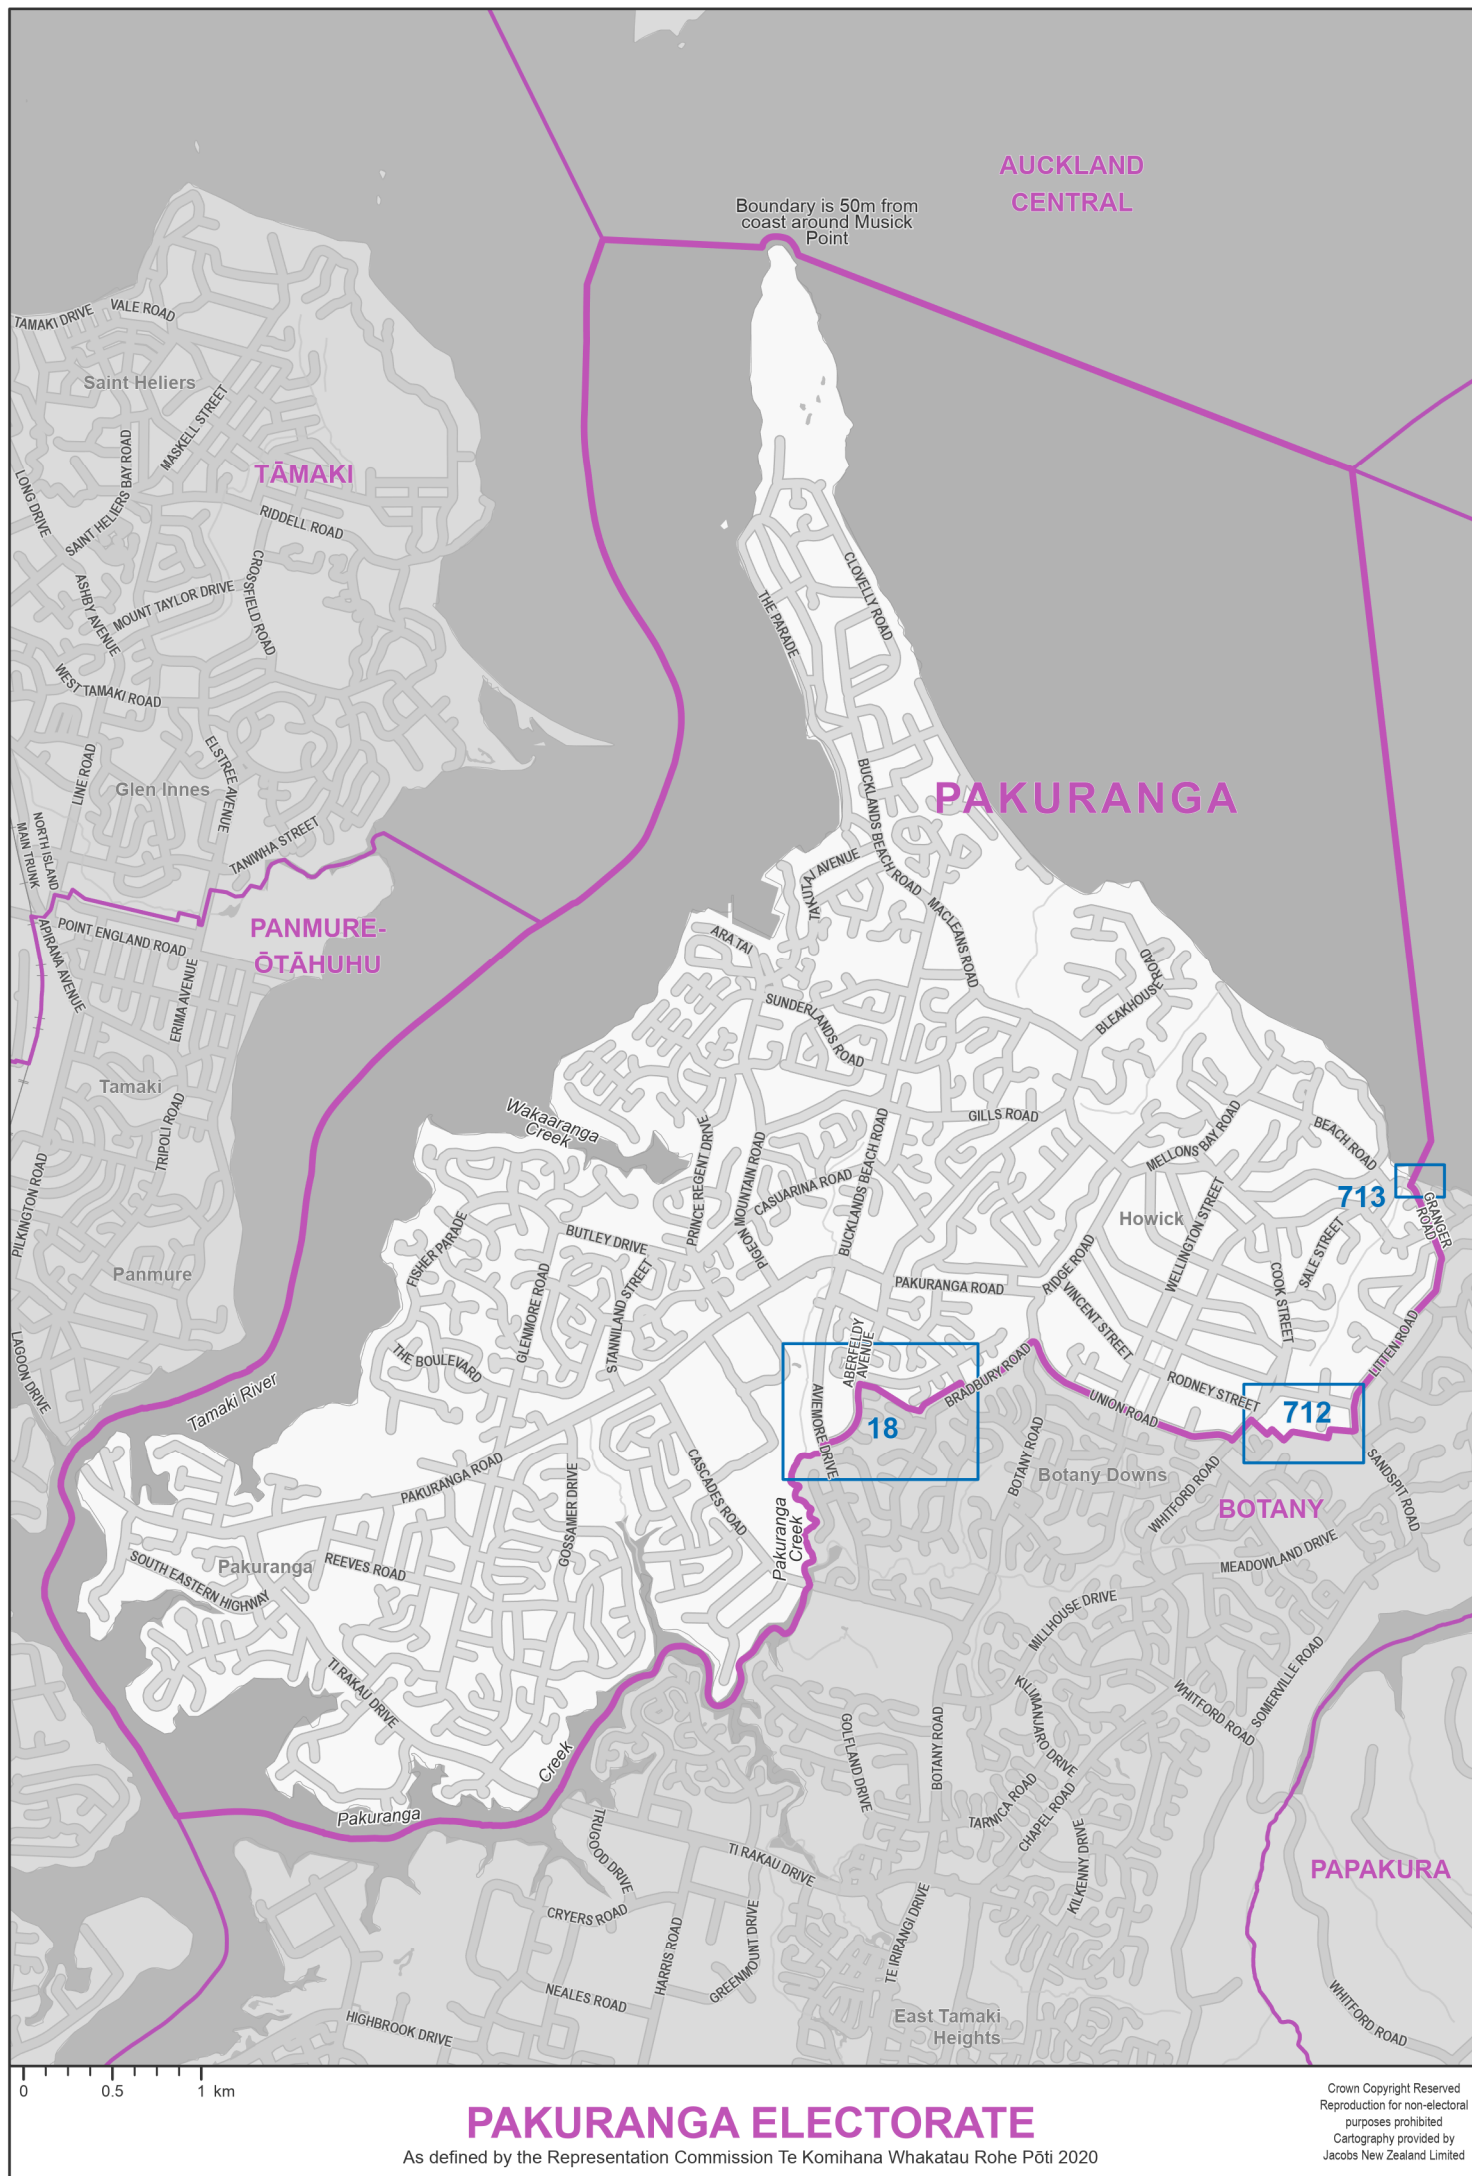 AUCKLAND
CENTRAL
Boundary is 50m from
coast around Musick
Point
TAMAKI DRIVE
VALE ROAD
Saint Heliers
MASKELL STREET
TĀMAKI
LONG DRIVE
SAINT HELIERS BAY ROAD
RIDDELL ROAD
CROSSFIELD ROAD
ASHBY AVENUE
MOUNT TAYLOR DRIVE
WEST TAMAKI ROAD
CLOVELLY ROAD
THE PARADE
LINE ROAD
Glen Innes
ELSTREE AVENUE
TANIWHA STREET
NORTH ISLAND
MAIN TRUNK
PAKURANGA
BUCKLANDS BEACH ROAD
TAKUTAI AVENUE
MACLEANS ROAD
PANMURE-
ŌTĀHUHU
POINT ENGLAND ROAD
APIRANA AVENUE
ERIMA AVENUE
ARA TAI
SUNDERLANDS ROAD
BLEAKHOUSE ROAD
Tamaki
TRIPOLI ROAD
PILKINGTON ROAD
Wakaaranga
Creek
PRINCE REGENT DRIVE
PIGEON MOUNTAIN ROAD
CASUARINA ROAD
BUCKLANDS BEACH ROAD
GILLS ROAD
MELLONS BAY ROAD
BEACH ROAD
713
GRANGER
ROAD
Howick
WELLINGTON STREET
SALE STREET
COOK STREET
RIDGE ROAD
VINCENT STREET
PAKURANGA ROAD
Panmure
LAGOON DRIVE
FISHER PARADE
BUTLEY DRIVE
GLENMORE ROAD
STANNILAND STREET
THE BOULEVARD
Tamaki River
ABERFELDY
AVENUE
AVIEMORE DRIVE
18
BRADBURY ROAD
UNION ROAD
RODNEY STREET
712
LITTEN ROAD
SANDSPIT ROAD
BOTANY ROAD
Botany Downs
WHITFORD ROAD
BOTANY
MEADOWLAND DRIVE
PAKURANGA ROAD
CASCADES ROAD
GOSSAMER DRIVE
Pakuranga
Creek
Pakuranga
REEVES ROAD
SOUTH EASTERN HIGHWAY
TI RAKAU DRIVE
MILLHOUSE DRIVE
KILIMANJARO DRIVE
WHITFORD ROAD
SOMERVILLE ROAD
GOLFLAND DRIVE
BOTANY ROAD
TARNICA ROAD
CHAPEL ROAD
KILKENNY DRIVE
Pakuranga
Creek
TRUGOOD DRIVE
TI RAKAU DRIVE
CRYERS ROAD
HARRIS ROAD
GREENMOUNT DRIVE
TE IRIRANGI DRIVE
NEALES ROAD
HIGHBROOK DRIVE
East Tamaki
Heights
PAPAKURA
WHITFORD ROAD
0 0.5 1 km
PAKURANGA ELECTORATE
As defined by the Representation Commission Te Komihana Whakatau Rohe Pōti 2020
Crown Copyright Reserved
Reproduction for non-electoral
purposes prohibited
Cartography provided by
Jacobs New Zealand Limited